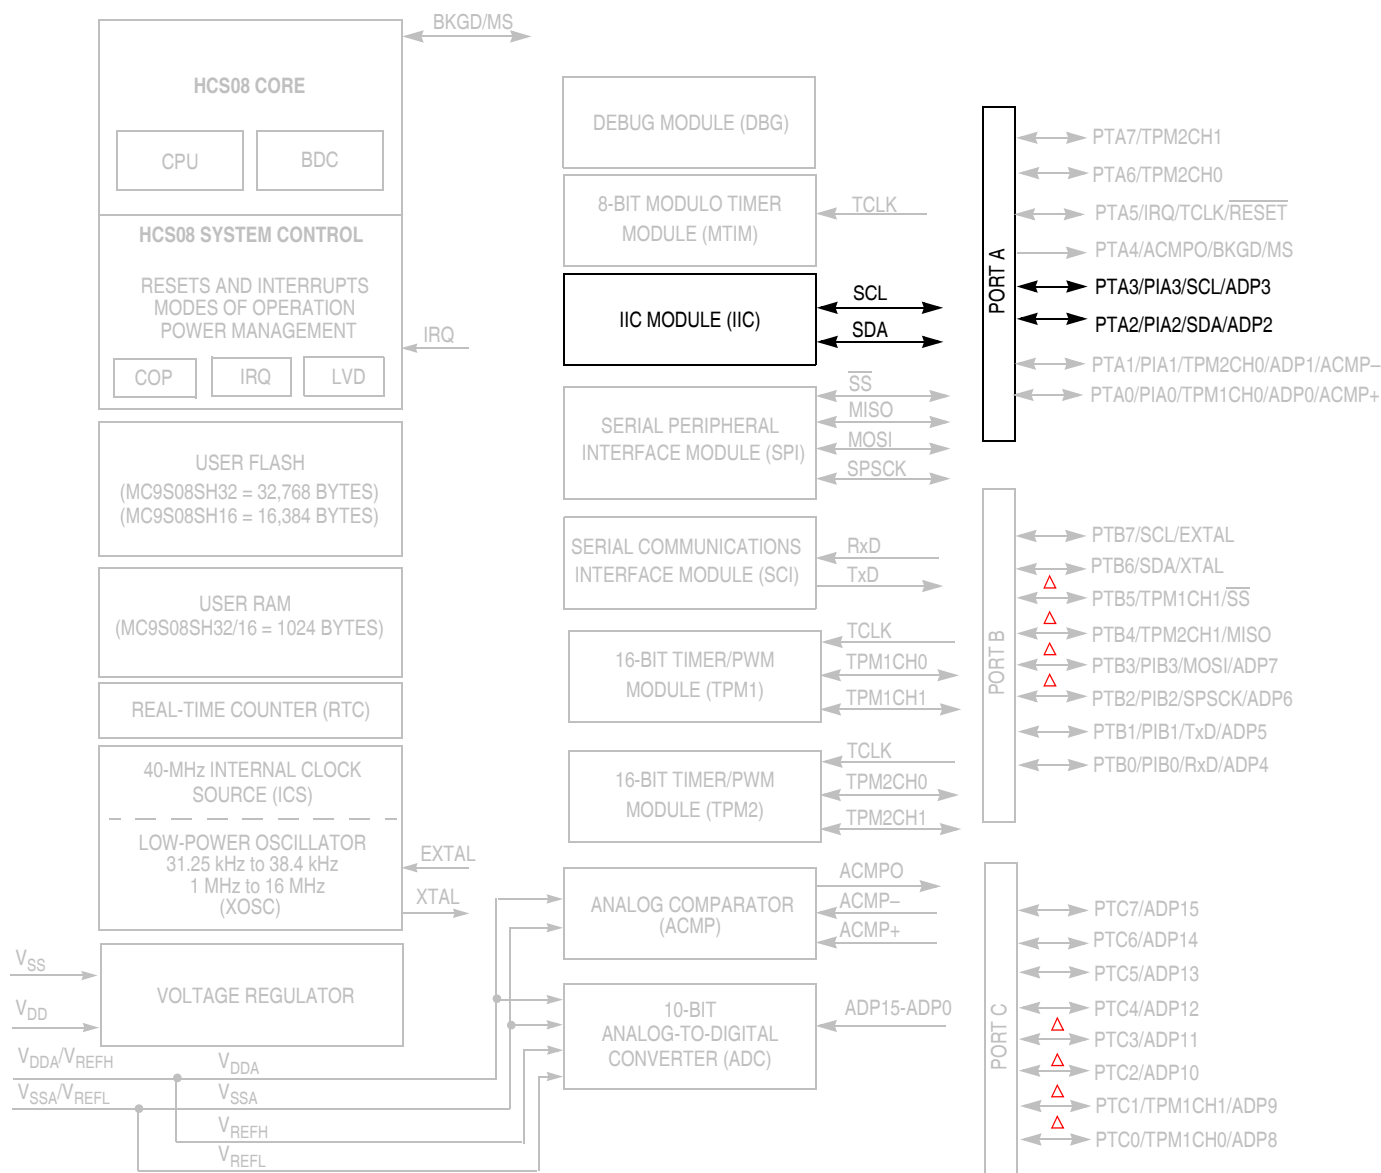 BKGD/MS
HCS08 CORE
CPU
BDC
HCS08 SYSTEM CONTROL
RESETS AND INTERRUPTS
MODES OF OPERATION
POWER MANAGEMENT
COP
IRQ
LVD
IRQ
USER FLASH
(MC9S08SH32 = 32,768 BYTES)
(MC9S08SH16 = 16,384 BYTES)
USER RAM
(MC9S08SH32/16 = 1024 BYTES)
REAL-TIME COUNTER (RTC)
40-MHz INTERNAL CLOCK
SOURCE (ICS)
LOW-POWER OSCILLATOR
31.25 kHz to 38.4 kHz
1 MHz to 16 MHz
(XOSC)
EXTAL
XTAL
VSS
VDD
VOLTAGE REGULATOR
VDDA/VREFH
VSSA/VREFL
VDDA
VSSA
VREFH
VREFL
DEBUG MODULE (DBG)
8-BIT MODULO TIMER
MODULE (MTIM)
TCLK
IIC MODULE (IIC)
SCL
SDA
SERIAL PERIPHERAL
INTERFACE MODULE (SPI)
SS
MISO
MOSI
SPSCK
SERIAL COMMUNICATIONS
INTERFACE MODULE (SCI)
RxD
TxD
16-BIT TIMER/PWM
MODULE (TPM1)
TCLK
TPM1CH0
TPM1CH1
16-BIT TIMER/PWM
MODULE (TPM2)
TCLK
TPM2CH0
TPM2CH1
ANALOG COMPARATOR
(ACMP)
ACMPO
ACMP–
ACMP+
10-BIT
ANALOG-TO-DIGITAL
CONVERTER (ADC)
ADP15-ADP0
PORT A
PTA7/TPM2CH1
PTA6/TPM2CH0
PTA5/IRQ/TCLK/RESET
PTA4/ACMPO/BKGD/MS
PTA3/PIA3/SCL/ADP3
PTA2/PIA2/SDA/ADP2
PTA1/PIA1/TPM2CH0/ADP1/ACMP–
PTA0/PIA0/TPM1CH0/ADP0/ACMP+
PORT B
PTB7/SCL/EXTAL
PTB6/SDA/XTAL
PTB5/TPM1CH1/SS
PTB4/TPM2CH1/MISO
PTB3/PIB3/MOSI/ADP7
PTB2/PIB2/SPSCK/ADP6
PTB1/PIB1/TxD/ADP5
PTB0/PIB0/RxD/ADP4
PORT C
PTC7/ADP15
PTC6/ADP14
PTC5/ADP13
PTC4/ADP12
PTC3/ADP11
PTC2/ADP10
PTC1/TPM1CH1/ADP9
PTC0/TPM1CH0/ADP8